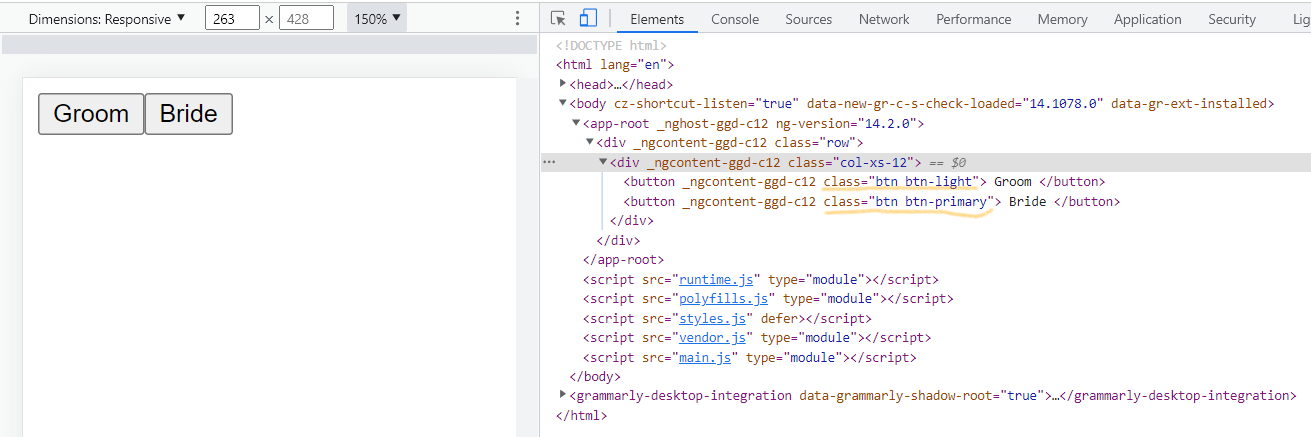 Dimensions: Responsive ▼ 263 × 428 150% ▼
Elements Console Sources Network Performance Memory Application Security Lig
Groom Bride
<!DOCTYPE html>
<html lang="en">
<head>…</head>
<body cz-shortcut-listen="true" data-new-gr-c-s-check-loaded="14.1078.0" data-gr-ext-installed>
<app-root _nghost-ggd-c12 ng-version="14.2.0">
<div _ngcontent-ggd-c12 class="row">
<div _ngcontent-ggd-c12 class="col-xs-12"> == $0
<button _ngcontent-ggd-c12 class="btn btn-light"> Groom </button>
<button _ngcontent-ggd-c12 class="btn btn-primary"> Bride </button>
</div>
</div>
</app-root>
<script src="runtime.js" type="module"></script>
<script src="polyfills.js" type="module"></script>
<script src="styles.js" defer></script>
<script src="vendor.js" type="module"></script>
<script src="main.js" type="module"></script>
</body>
<grammarly-desktop-integration data-grammarly-shadow-root="true">…</grammarly-desktop-integration>
</html>